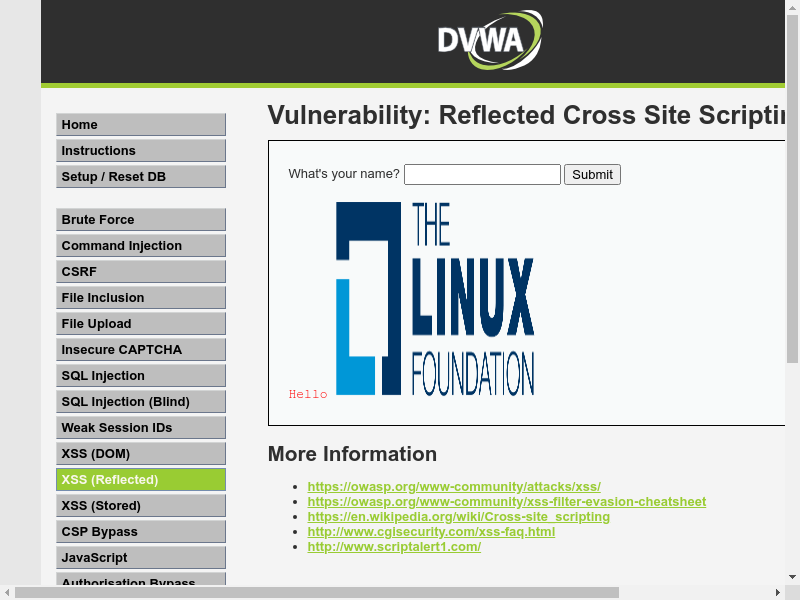 DVWA
Home
Instructions
Setup / Reset DB
Brute Force
Command Injection
CSRF
File Inclusion
File Upload
Insecure CAPTCHA
SQL Injection
SQL Injection (Blind)
Weak Session IDs
XSS (DOM)
XSS (Reflected)
XSS (Stored)
CSP Bypass
JavaScript
Authorisation Bypass
Vulnerability: Reflected Cross Site Scriptin
What's your name? Submit
THE
LINUX
FOUNDATION
Hello
More Information
https://owasp.org/www-community/attacks/xss/
https://owasp.org/www-community/xss-filter-evasion-cheatsheet
https://en.wikipedia.org/wiki/Cross-site_scripting
http://www.cgisecurity.com/xss-faq.html
http://www.scriptalert1.com/